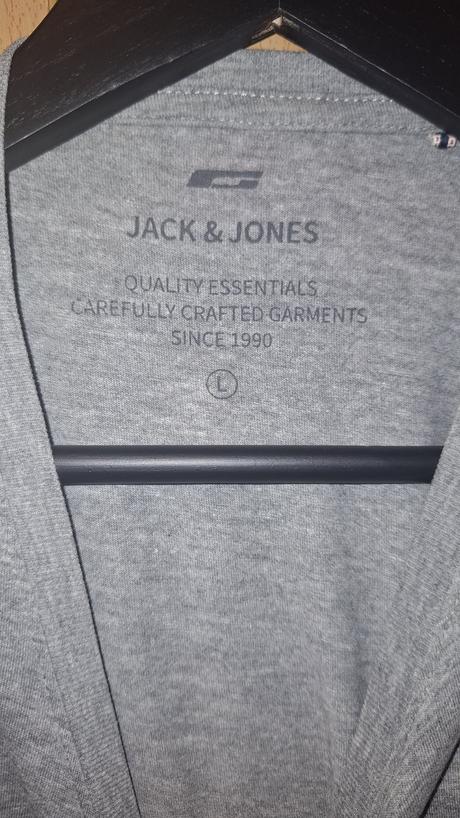 JACK & JONES
QUALITY ESSENTIALS
CAREFULLY CRAFTED GARMENTS
SINCE 1990
L